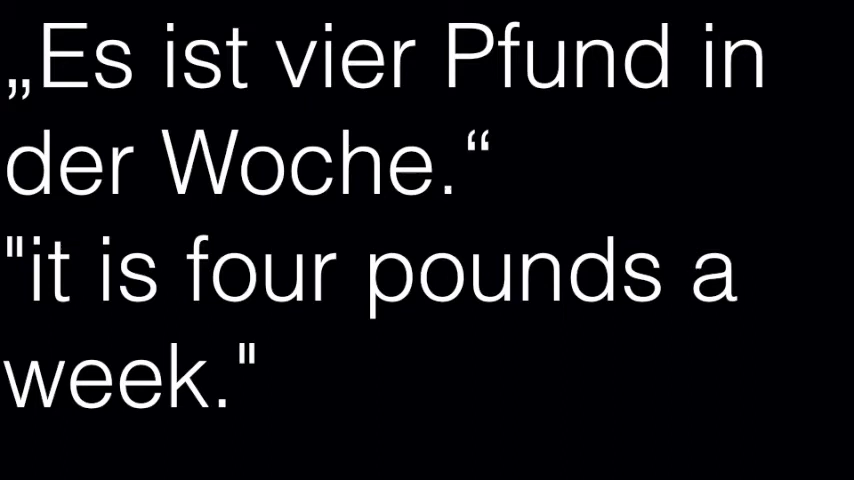 „Es ist vier Pfund in
der Woche.“
"it is four pounds a
week."